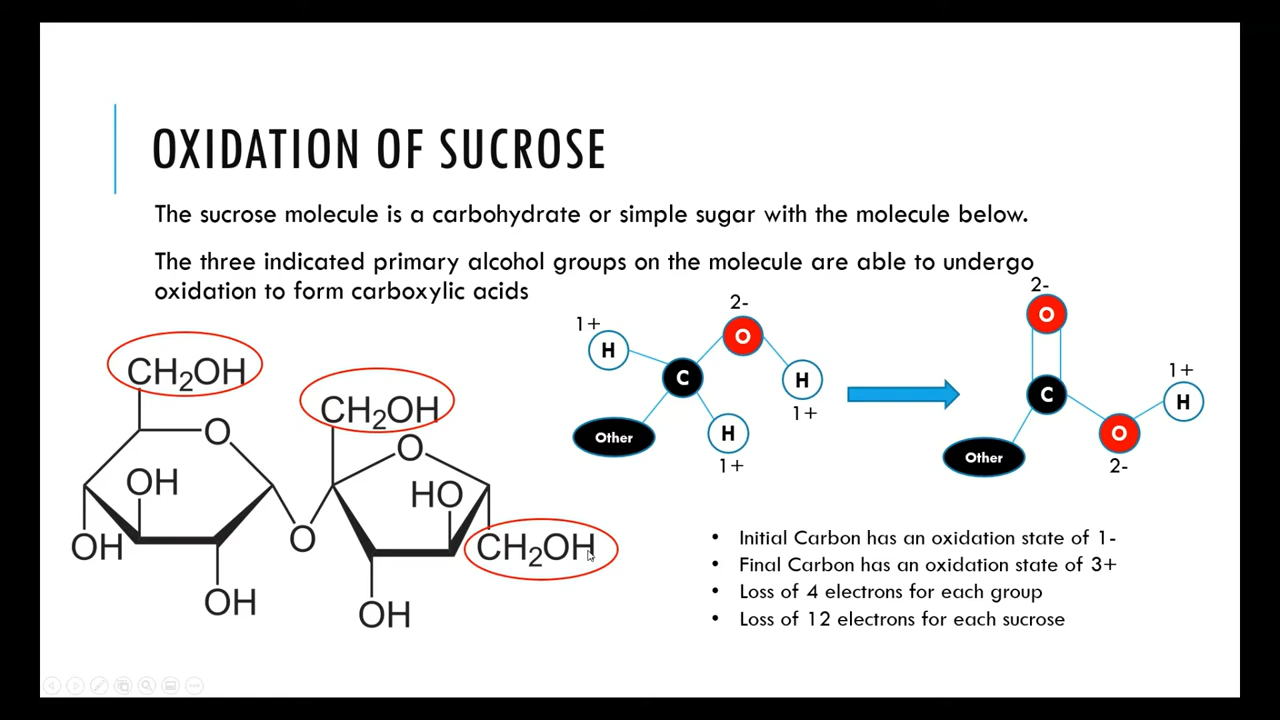 OXIDATION OF SUCROSE
The sucrose molecule is a carbohydrate or simple sugar with the molecule below.
The three indicated primary alcohol groups on the molecule are able to undergo
oxidation to form carboxylic acids
CH₂OH
O
OH
OH
OH
O
CH₂OH
O
HO
CH₂OH
OH
1+
H
2-
O
C
H
1+
H
1+
Other
2-
O
C
1+
H
O
2-
Other
• Initial Carbon has an oxidation state of 1-
• Final Carbon has an oxidation state of 3+
• Loss of 4 electrons for each group
• Loss of 12 electrons for each sucrose